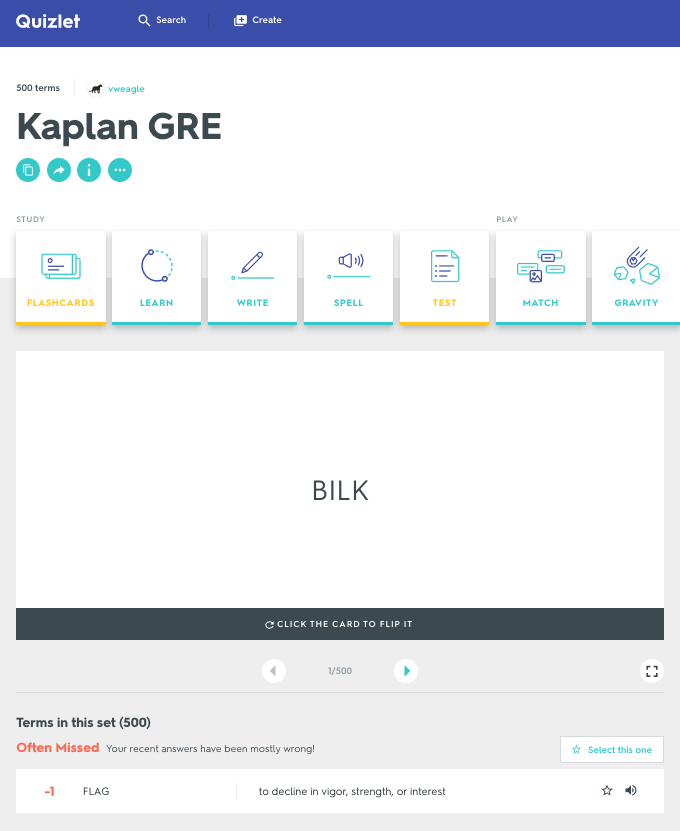 Quizlet
Search
Create
500 terms
vweagle
Kaplan GRE
STUDY
PLAY
FLASHCARDS
LEARN
WRITE
SPELL
TEST
MATCH
GRAVITY
BILK
CLICK THE CARD TO FLIP IT
1/500
Terms in this set (500)
Often Missed Your recent answers have been mostly wrong!
Select this one
-1 FLAG to decline in vigor, strength, or interest